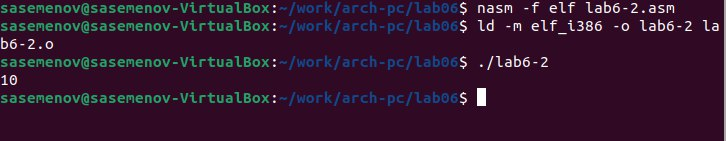 sasemenov@sasemenov-VirtualBox:~/work/arch-pc/lab06$ nasm -f elf lab6-2.asm
sasemenov@sasemenov-VirtualBox:~/work/arch-pc/lab06$ ld -m elf_i386 -o lab6-2 la
b6-2.o
sasemenov@sasemenov-VirtualBox:~/work/arch-pc/lab06$ ./lab6-2
10
sasemenov@sasemenov-VirtualBox:~/work/arch-pc/lab06$